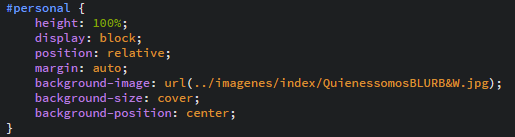 #personal {
    height: 100%;
    display: block;
    position: relative;
    margin: auto;
    background-image: url(../imagenes/index/QuienessomosBLURB&W.jpg);
    background-size: cover;
    background-position: center;
}